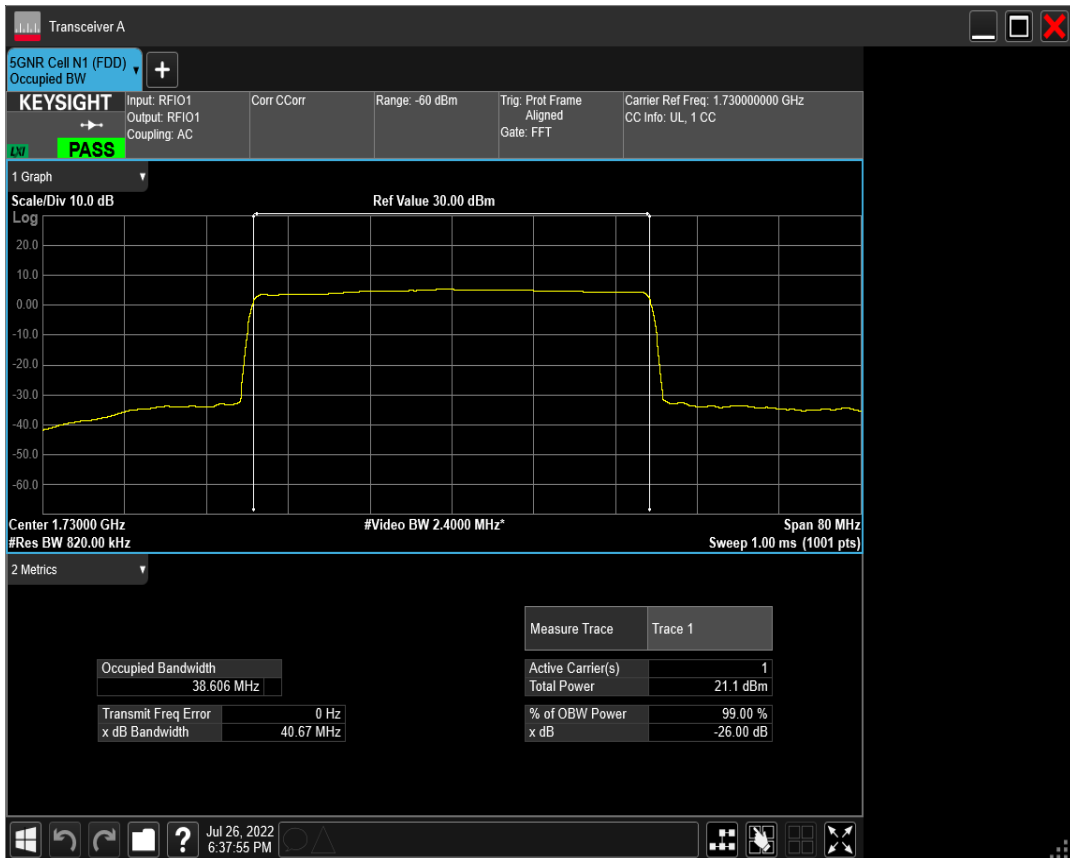 Transceiver A
5GNR Cell N1 (FDD)
Occupied BW
KEYSIGHT
LXI
PASS
Input: RFIO1
Output: RFIO1
Coupling: AC
Corr CCorr
Range: -60 dBm
Trig: Prot Frame
Aligned
Gate: FFT
Carrier Ref Freq: 1.730000000 GHz
CC Info: UL, 1 CC
1 Graph
Scale/Div 10.0 dB
Ref Value 30.00 dBm
Log
20.0
10.0
0.00
-10.0
-20.0
-30.0
-40.0
-50.0
-60.0
Center 1.73000 GHz
#Video BW 2.4000 MHz*
Span 80 MHz
#Res BW 820.00 kHz
Sweep 1.00 ms (1001 pts)
2 Metrics
Measure Trace Trace 1
Occupied Bandwidth
38.606 MHz
Active Carrier(s) 1
Total Power 21.1 dBm
Transmit Freq Error 0 Hz
x dB Bandwidth 40.67 MHz
% of OBW Power 99.00 %
x dB -26.00 dB
?
Jul 26, 2022
6:37:55 PM